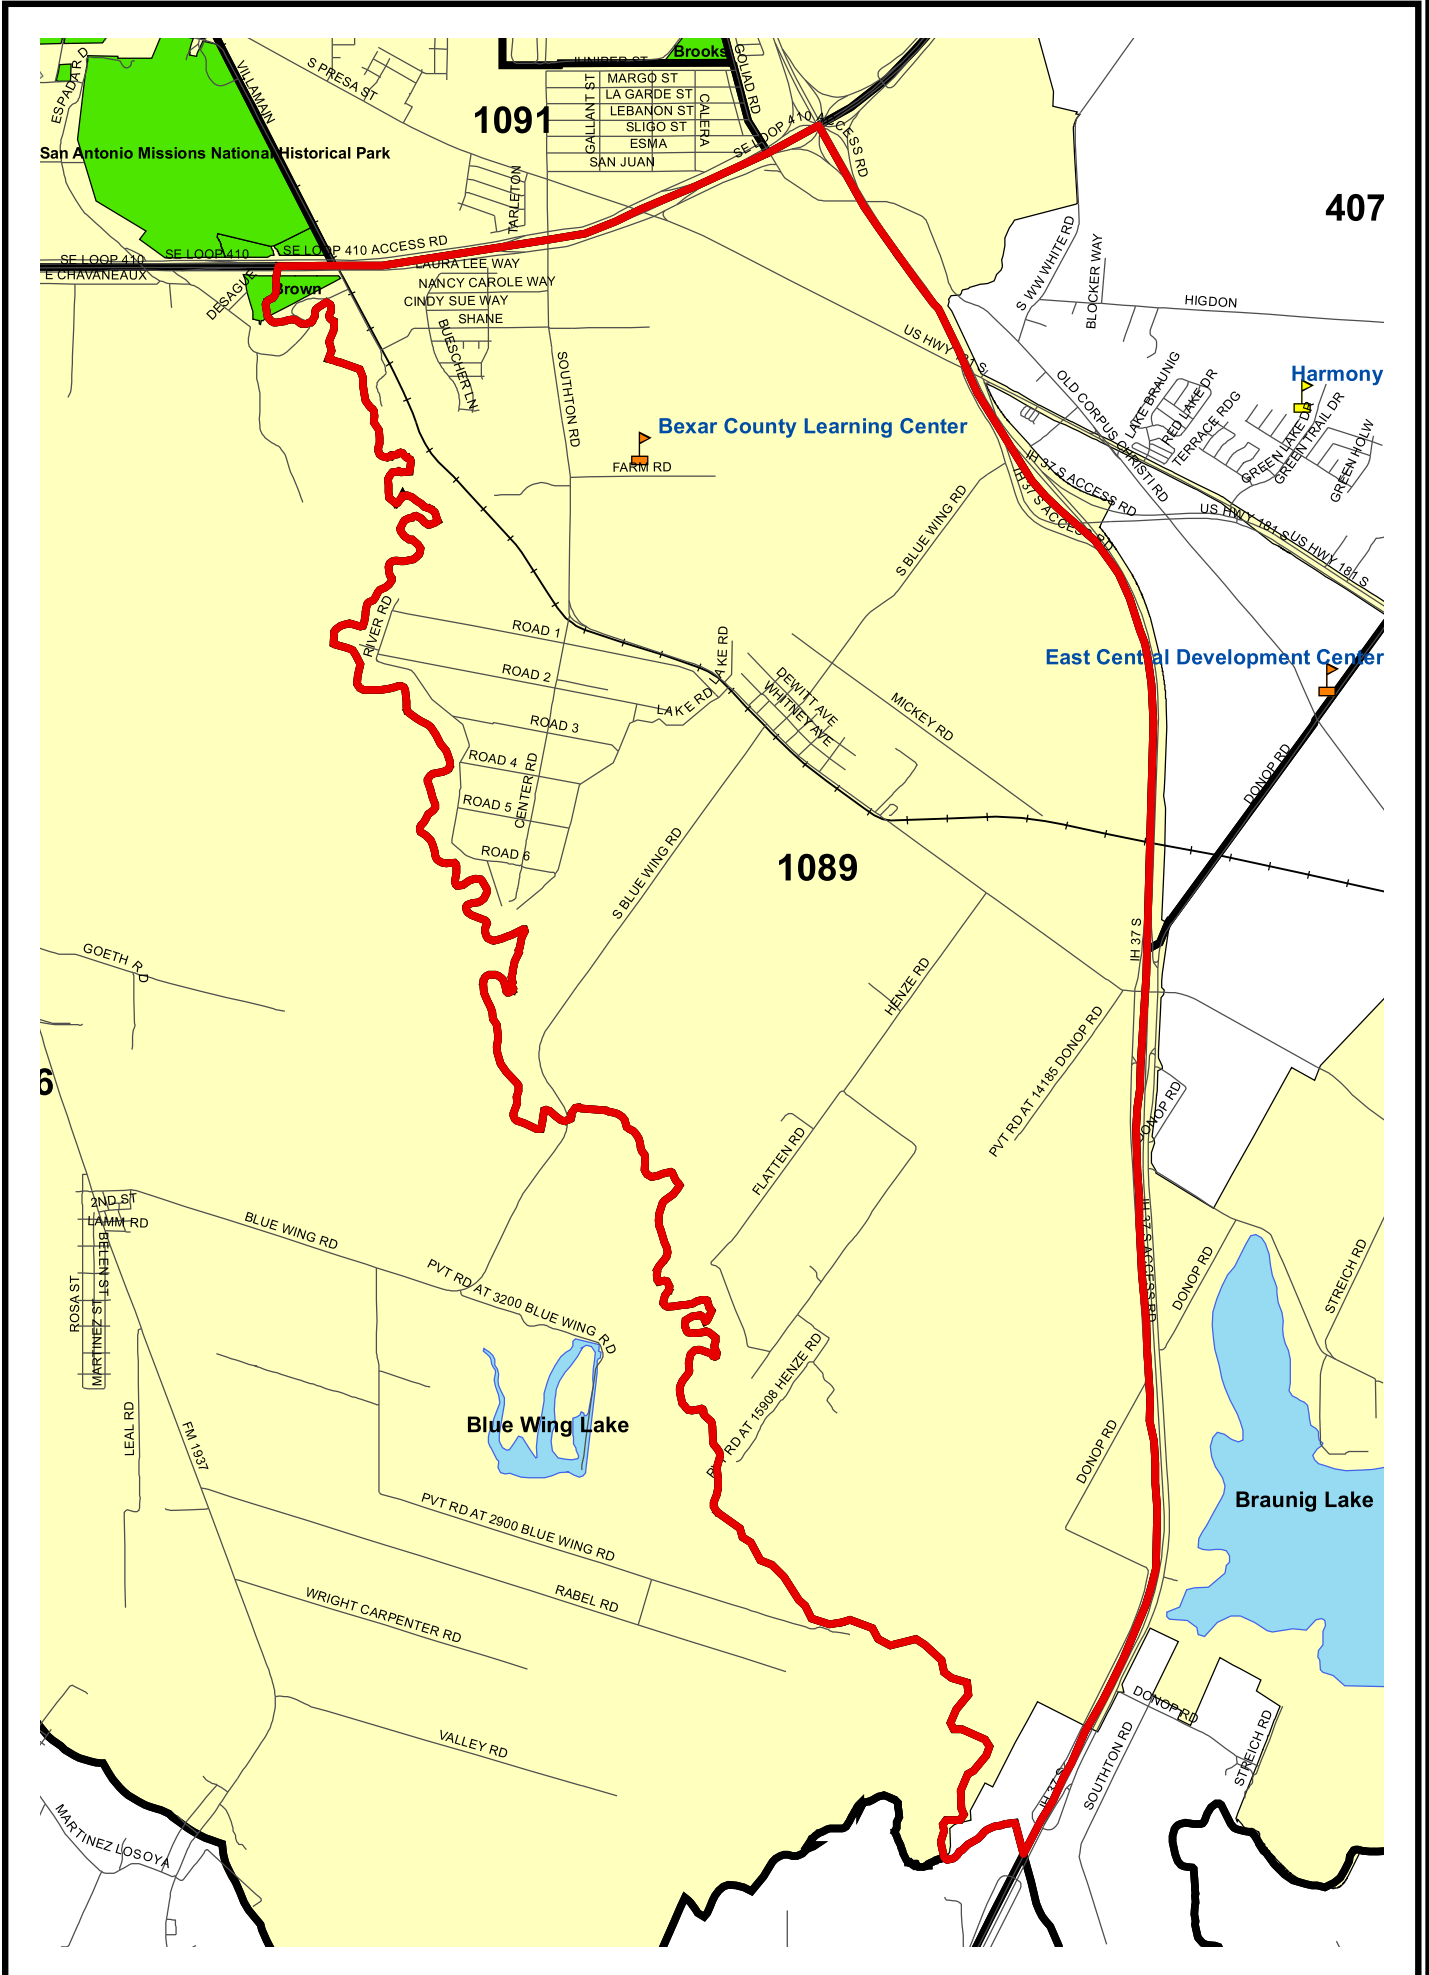 ESPADA R D
VILLAMAIN
S PRESA ST
1091
JUNIPER ST
Brooks
GOLIAD RD
MARGO ST
LA GARDE ST
LEBANON ST
SLIGO ST
ESMA
SAN JUAN
GALLANT ST
CALERA
SE LOOP 410 ACCESS RD
San Antonio Missions National Historical Park
TARLETON
407
SE LOOP 410
SE LOOP 410
SE LOOP 410 ACCESS RD
E CHAVANEAUX
DESAGUE
Brown
LAURA LEE WAY
NANCY CAROLE WAY
CINDY SUE WAY
SHANE
BUESCHER LN
SOUTHTON RD
S WW WHITE RD
BLOCKER WAY
HIGDON
US HWY 181 S
OLD CORPUS CHRISTI RD
LAKE BRAUNIG
RED LAKE DR
TERRACE RDG
Harmony
GREEN LAKE DR
GREEN TRAIL DR
GREEN HOLW
Bexar County Learning Center
FARM RD
IH 37 S ACCESS RD
IH 37 S ACCESS RD
US HWY 181 S
US HWY 181 S
S BLUE WING RD
RIVER RD
ROAD 1
ROAD 2
LAKE RD
LAKE RD
DEWITT AVE
WHITNEY AVE
MICKEY RD
East Central Development Center
ROAD 3
ROAD 4
CENTER RD
ROAD 5
ROAD 6
DONOP RD
S BLUE WING RD
1089
IH 37 S
GOETH R D
HENZE RD
PVT RD AT 14185 DONOP RD
6
DONOP RD
FLATTEN RD
2ND ST
LAMM RD
BELEN ST
ROSA ST
MARTINEZ ST
BLUE WING RD
PVT RD AT 3200 BLUE WING RD
IH 37 S ACCESS RD
DONOP RD
STREICH RD
PVT RD AT 15908 HENZE RD
Blue Wing Lake
LEAL RD
FM 1937
DONOP RD
Braunig Lake
PVT RD AT 2900 BLUE WING RD
RABEL RD
WRIGHT CARPENTER RD
VALLEY RD
DONOP RD
SOUTHTON RD
STREICH RD
IH 37 S
MARTINEZ LOSOYA